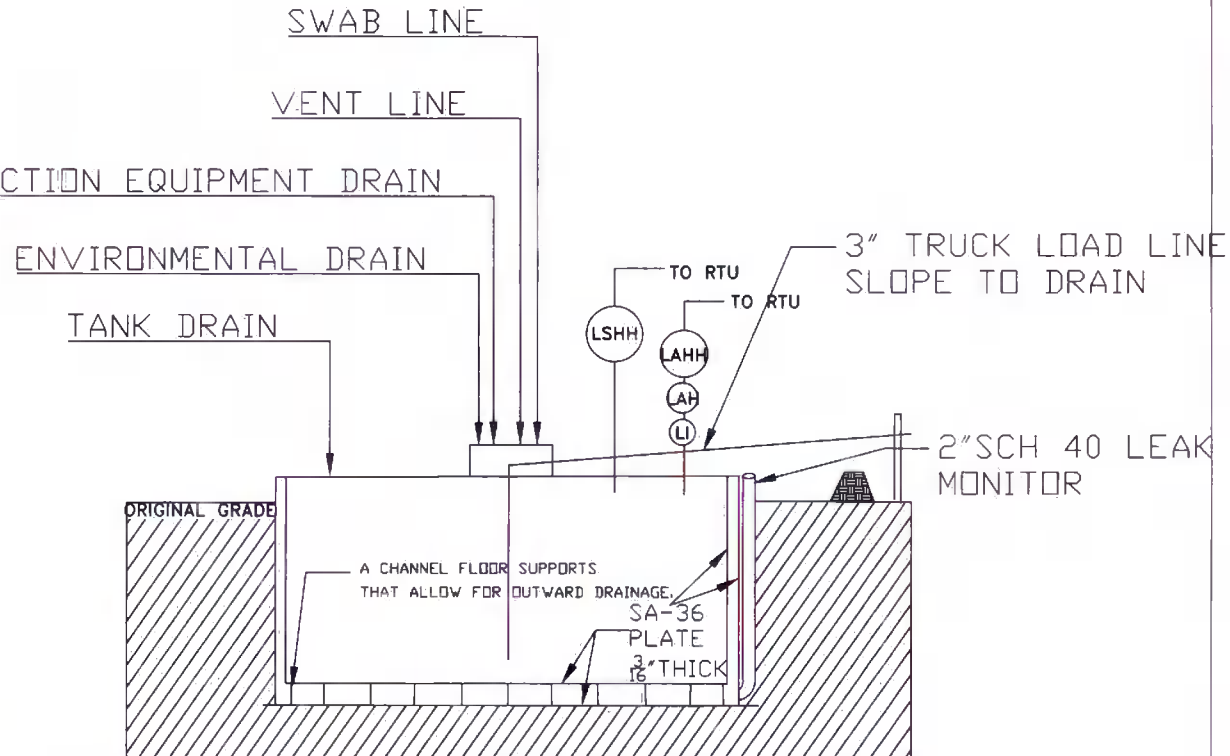 SWAB LINE
VENT LINE
CTION EQUIPMENT DRAIN
ENVIRONMENTAL DRAIN
TANK DRAIN
TO RTU
TO RTU
3" TRUCK LOAD LINE
SLOPE TO DRAIN
LSHH
LAHH
LAH
LI
2"SCH 40 LEAK
MONITOR
ORIGINAL GRADE
A CHANNEL FLOOR SUPPORTS
THAT ALLOW FOR OUTWARD DRAINAGE.
SA-36
PLATE
3/16" THICK